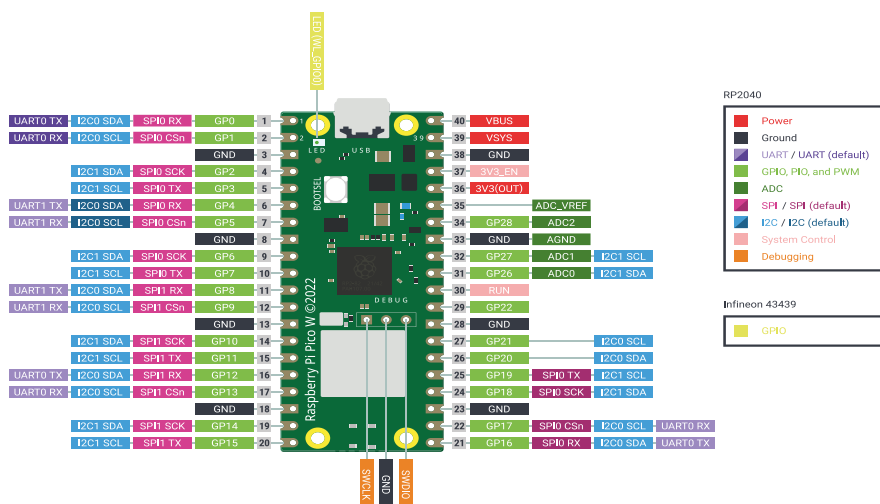 LED (WL_GPIO0)
UART0 TX I2C0 SDA SPI0 RX GP0 1
UART0 RX I2C0 SCL SPI0 CSn GP1 2
GND 3
I2C1 SDA SPI0 SCK GP2 4
I2C1 SCL SPI0 TX GP3 5
UART1 TX I2C0 SDA SPI0 RX GP4 6
UART1 RX I2C0 SCL SPI0 CSn GP5 7
GND 8
I2C1 SDA SPI0 SCK GP6 9
I2C1 SCL SPI0 TX GP7 10
UART1 TX I2C0 SDA SPI1 RX GP8 11
UART1 RX I2C0 SCL SPI1 CSn GP9 12
GND 13
I2C1 SDA SPI1 SCK GP10 14
I2C1 SCL SPI1 TX GP11 15
UART0 TX I2C0 SDA SPI1 RX GP12 16
UART0 RX I2C0 SCL SPI1 CSn GP13 17
GND 18
I2C1 SDA SPI1 SCK GP14 19
I2C1 SCL SPI1 TX GP15 20
1
2
39
LED
USB
BOOTSEL
DEBUG
Raspberry Pi Pico W ©2022
SWCLK
GND
SWDIO
40 VBUS
39 VSYS
38 GND
37 3V3_EN
36 3V3(OUT)
35 ADC_VREF
34 GP28 ADC2
33 GND AGND
32 GP27 ADC1 I2C1 SCL
31 GP26 ADC0 I2C1 SDA
30 RUN
29 GP22
28 GND
27 GP21 I2C0 SCL
26 GP20 I2C0 SDA
25 GP19 SPI0 TX I2C1 SCL
24 GP18 SPI0 SCK I2C1 SDA
23 GND
22 GP17 SPI0 CSn I2C0 SCL UART0 RX
21 GP16 SPI0 RX I2C0 SDA UART0 TX
RP2040
Power
Ground
UART / UART (default)
GPIO, PIO, and PWM
ADC
SPI / SPI (default)
I2C / I2C (default)
System Control
Debugging
Infineon 43439
GPIO